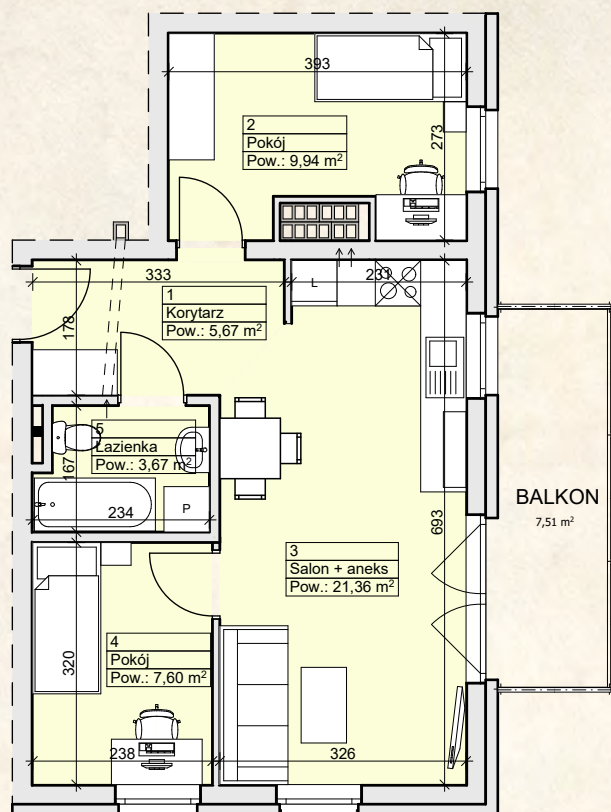 393
2
Pokój
Pow.: 9,94 m²
273
333
L
231
1
Korytarz
Pow.: 5,67 m²
178
5
Łazienka
Pow.: 3,67 m²
167
234
P
693
BALKON
7,51 m²
3
Salon + aneks
Pow.: 21,36 m²
4
Pokój
Pow.: 7,60 m²
320
238
326